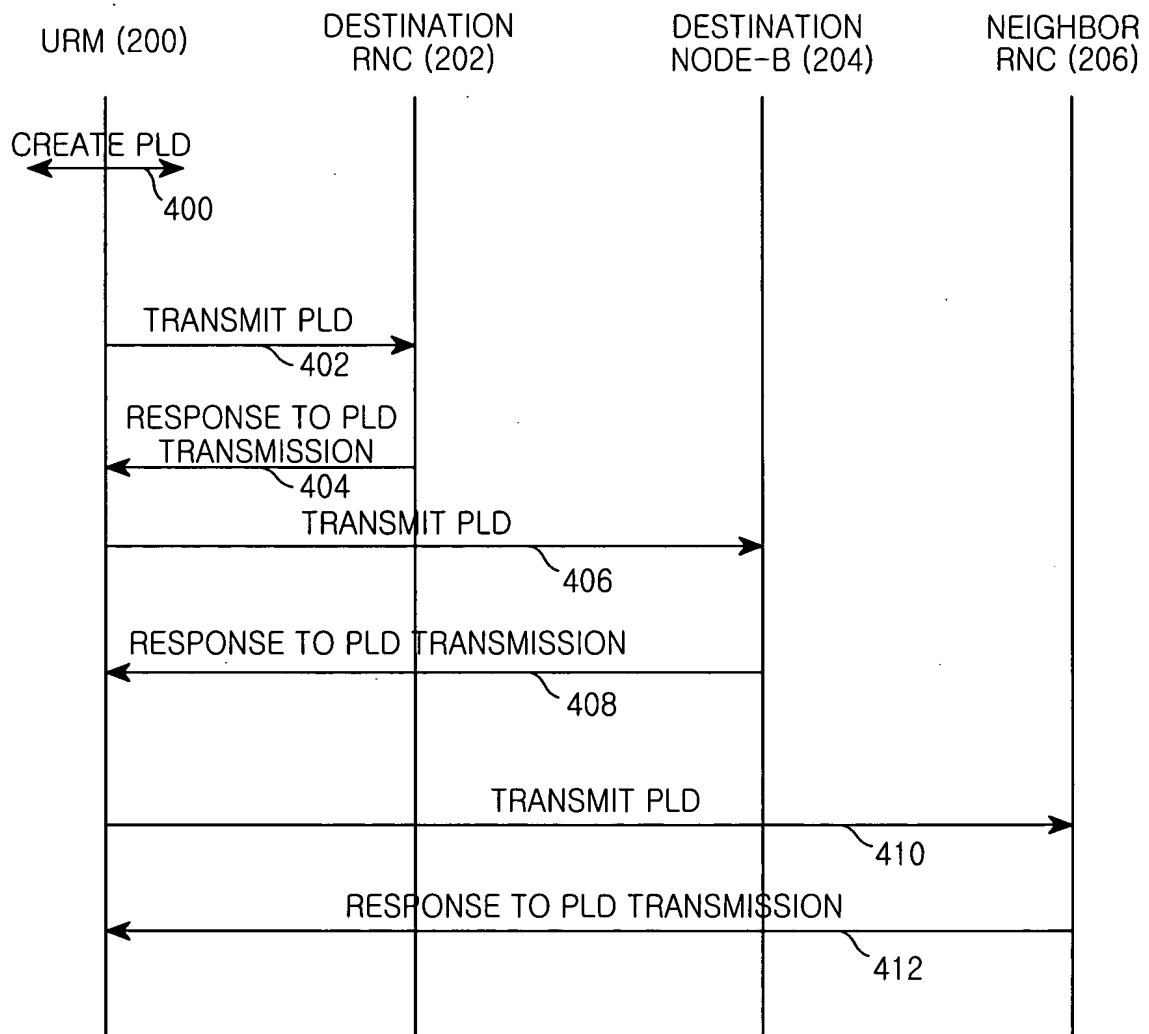 URM (200)
DESTINATION
RNC (202)
DESTINATION
NODE-B (204)
NEIGHBOR
RNC (206)
CREATE PLD
400
TRANSMIT PLD
402
RESPONSE TO PLD
TRANSMISSION
404
TRANSMIT PLD
406
RESPONSE TO PLD TRANSMISSION
408
TRANSMIT PLD
410
RESPONSE TO PLD TRANSMISSION
412